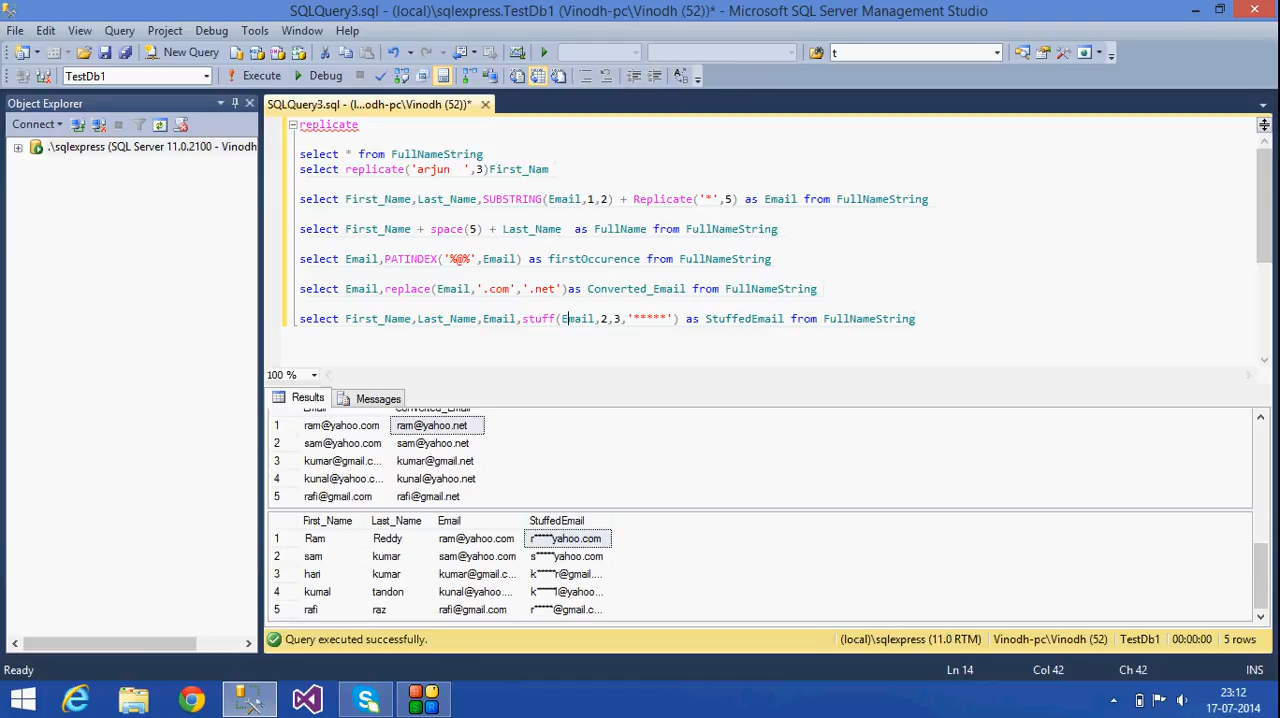 SQLQuery3.sql - (local)\sqlexpress.TestDb1 (Vinodh-pc\Vinodh (52))* - Microsoft SQL Server Management Studio
File Edit View Query Project Debug Tools Window Help
New Query t
TestDb1 Execute Debug
Object Explorer
Connect
.\sqlexpress (SQL Server 11.0.2100 - Vinodh
SQLQuery3.sql - (l...odh-pc\Vinodh (52))*
replicate
select * from FullNameString
select replicate('arjun  ',3)First_Nam
select First_Name,Last_Name,SUBSTRING(Email,1,2) + Replicate('*',5) as Email from FullNameString
select First_Name + space(5) + Last_Name  as FullName from FullNameString
select Email,PATINDEX('%@%',Email) as firstOccurence from FullNameString
select Email,replace(Email,'.com','.net')as Converted_Email from FullNameString
select First_Name,Last_Name,Email,stuff(Email,2,3,'*****') as StuffedEmail from FullNameString
100 %
Results Messages
Email Converted_Email
1 ram@yahoo.com ram@yahoo.net
2 sam@yahoo.com sam@yahoo.net
3 kumar@gmail.c... kumar@gmail.net
4 kunal@yahoo.c... kunal@yahoo.net
5 rafi@gmail.com rafi@gmail.net
First_Name Last_Name Email StuffedEmail
1 Ram Reddy ram@yahoo.com r*****yahoo.com
2 sam kumar sam@yahoo.com s*****yahoo.com
3 hari kumar kumar@gmail.c... k*****r@gmail....
4 kumal tandon kunal@yahoo.... k*****l@yahoo...
5 rafi raz rafi@gmail.com r*****@gmail.c...
Query executed successfully. (local)\sqlexpress (11.0 RTM) Vinodh-pc\Vinodh (52) TestDb1 00:00:00 5 rows
Ready Ln 14 Col 42 Ch 42 INS
23:12
17-07-2014